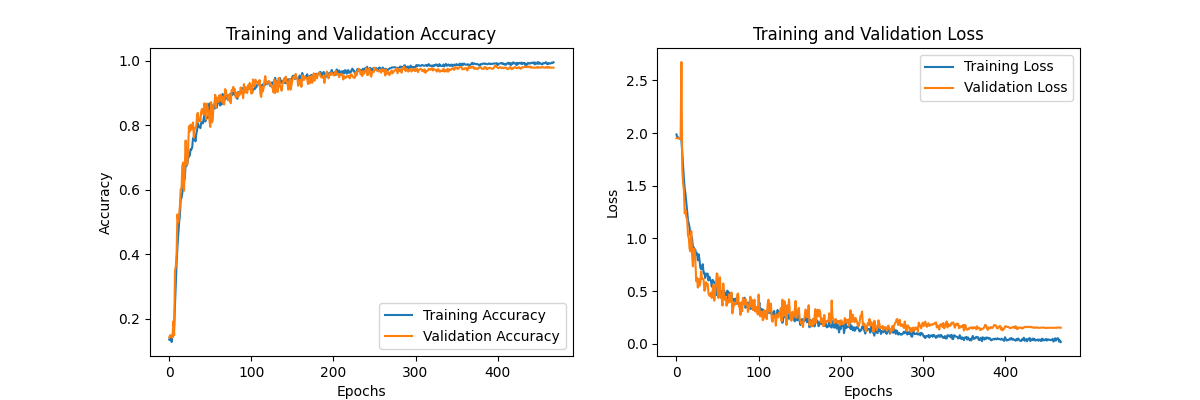 Training and Validation Accuracy
1.0
0.8
0.6
0.4
0.2
Accuracy
0
100
200
300
400
Epochs
Training Accuracy
Validation Accuracy
Training and Validation Loss
2.5
2.0
1.5
1.0
0.5
0.0
Loss
0
100
200
300
400
Epochs
Training Loss
Validation Loss